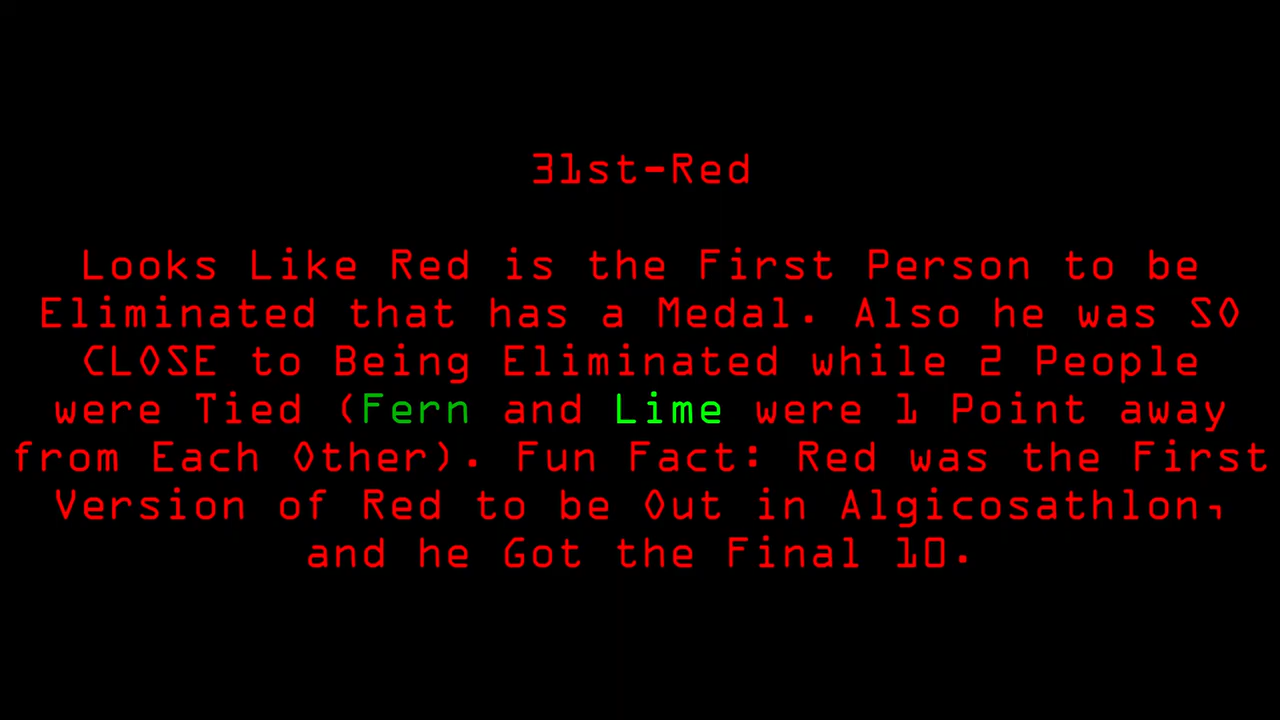 31st-Red
Looks Like Red is the First Person to be
Eliminated that has a Medal. Also he was SO
CLOSE to Being Eliminated while 2 People
were Tied (Fern and Lime were 1 Point away
from Each Other). Fun Fact: Red was the First
Version of Red to be Out in Algicosathlon,
and he Got the Final 10.